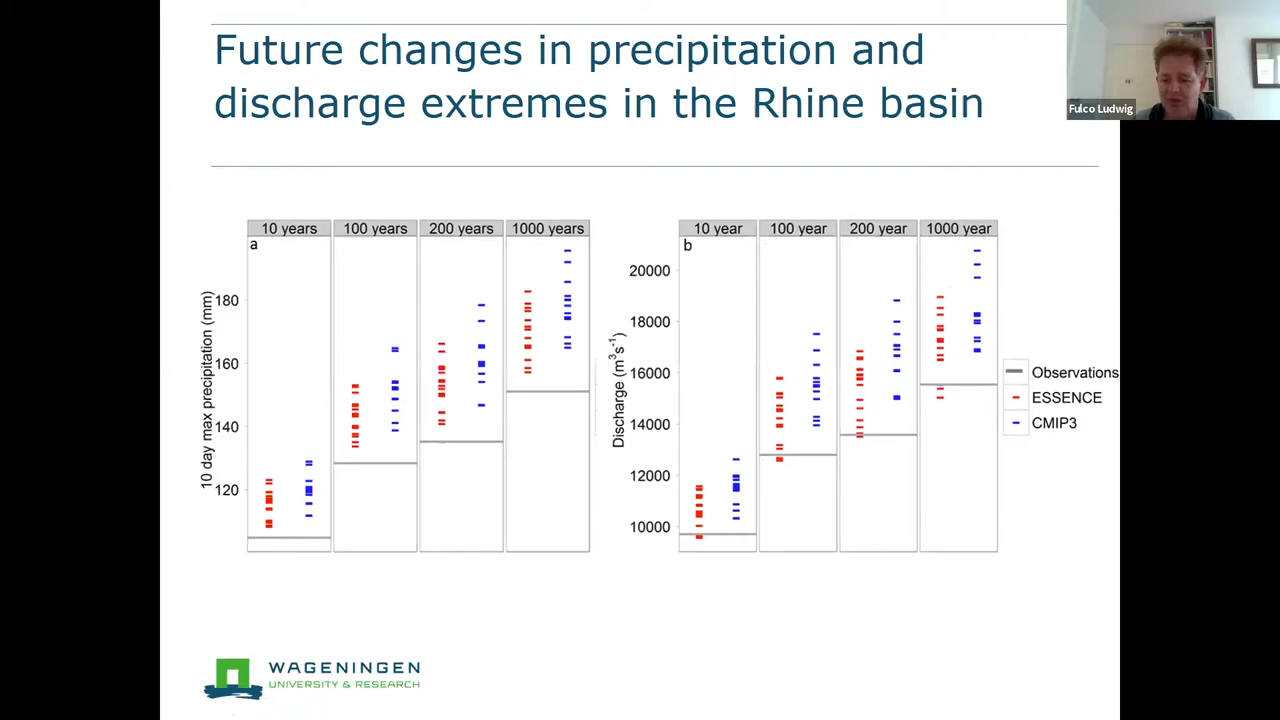 Future changes in precipitation and
discharge extremes in the Rhine basin
Fulco Ludwig
10 years
100 years
200 years
1000 years
a
180
160
140
120
10 day max precipitation (mm)
10 year
100 year
200 year
1000 year
b
20000
18000
16000
14000
12000
10000
Discharge (m³s⁻¹)
Observations
ESSENCE
CMIP3
WAGENINGEN
UNIVERSITY & RESEARCH